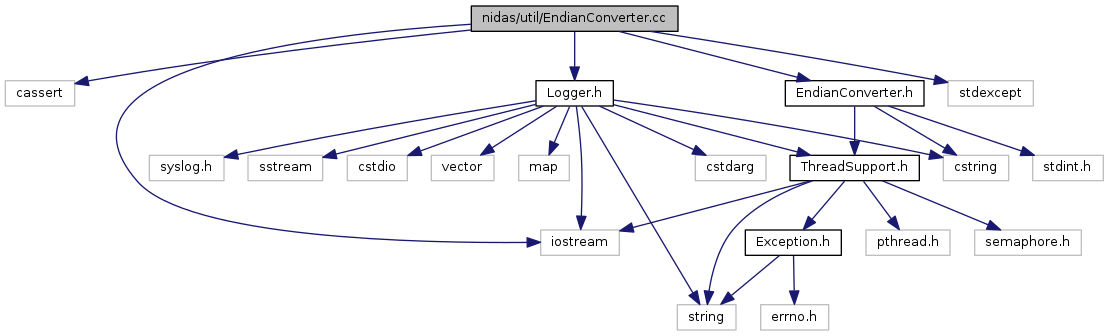 nidas/util/EndianConverter.cc
cassert
Logger.h
EndianConverter.h
stdexcept
syslog.h
sstream
cstdio
vector
map
cstdarg
ThreadSupport.h
cstring
stdint.h
iostream
Exception.h
pthread.h
semaphore.h
string
errno.h